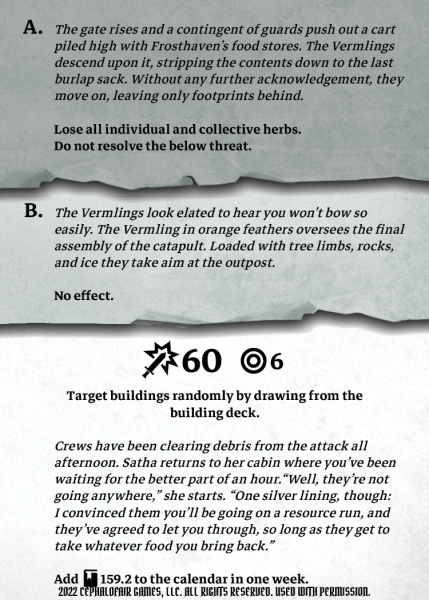 A. The gate rises and a contingent of guards push out a cart
piled high with Frosthaven's food stores. The Vermlings
descend upon it, stripping the contents down to the last
burlap sack. Without any further acknowledgement, they
move on, leaving only footprints behind.
Lose all individual and collective herbs.
Do not resolve the below threat.
B. The Vermlings look elated to hear you won't bow so
easily. The Vermling in orange feathers oversees the final
assembly of the catapult. Loaded with tree limbs, rocks,
and ice they take aim at the outpost.
No effect.
60 6
Target buildings randomly by drawing from the
building deck.
Crews have been clearing debris from the attack all
afternoon. Satha returns to her cabin where you've been
waiting for the better part of an hour.“Well, they're not
going anywhere,” she starts. “One silver lining, though:
I convinced them you'll be going on a resource run, and
they've agreed to let you through, so long as they get to
take whatever food you bring back.”
Add 159.2 to the calendar in one week.
2022 CEPHALOFAIR GAMES, LLC. ALL RIGHTS RESERVED. USED WITH PERMISSION.